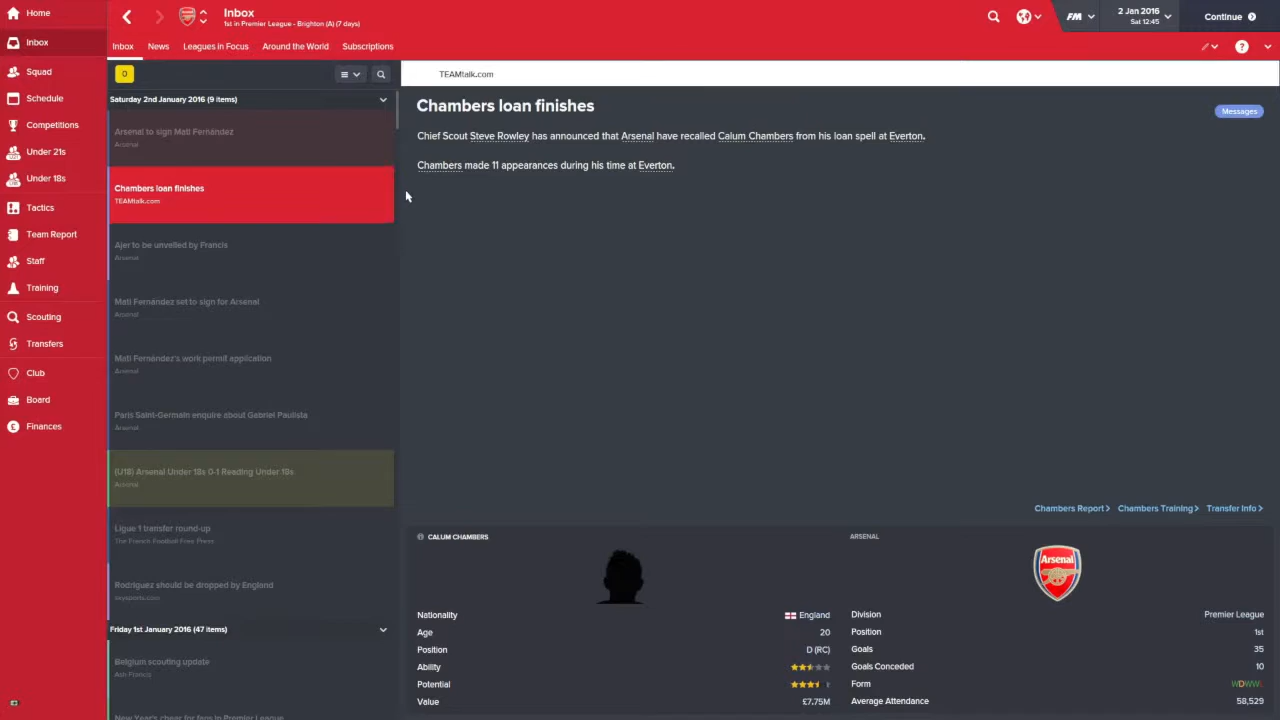 Home
Inbox
Squad
Schedule
Competitions
Under 21s
Under 18s
Tactics
Team Report
Staff
Training
Scouting
Transfers
Club
Board
Finances
Inbox
1st in Premier League - Brighton (A) (7 days)
FM
2 Jan 2016
Sat 12:45
Continue
Inbox News Leagues in Focus Around the World Subscriptions
0
Saturday 2nd January 2016 (9 items)
Arsenal to sign Mati Fernández
Arsenal
Chambers loan finishes
TEAMtalk.com
Ajer to be unveiled by Francis
Arsenal
Mati Fernández set to sign for Arsenal
Arsenal
Mati Fernández's work permit application
Arsenal
Paris Saint-Germain enquire about Gabriel Paulista
Arsenal
(U18) Arsenal Under 18s 0-1 Reading Under 18s
Arsenal
Ligue 1 transfer round-up
The French Football Free Press
Rodriguez should be dropped by England
skysports.com
Friday 1st January 2016 (47 items)
Belgium scouting update
Ash Francis
New Year's cheer for fans in Premier League
TEAMtalk.com
Chambers loan finishes
Messages
Chief Scout Steve Rowley has announced that Arsenal have recalled Calum Chambers from his loan spell at Everton.
Chambers made 11 appearances during his time at Everton.
Chambers Report Chambers Training Transfer Info
CALUM CHAMBERS
Nationality England
Age 20
Position D (RC)
Ability
Potential
Value £7.75M
ARSENAL
Arsenal
Division Premier League
Position 1st
Goals 35
Goals Conceded 10
Form WDWWL
Average Attendance 58,529